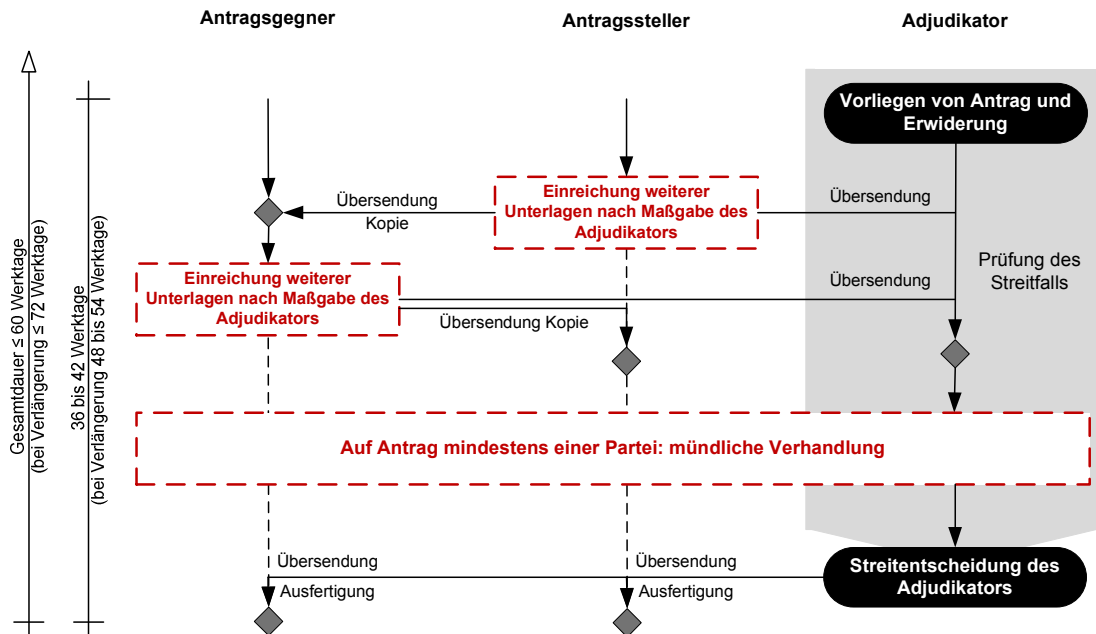 Antragsgegner
Antragssteller
Adjudikator
Vorliegen von Antrag und
Erwiderung
Einreichung weiterer
Unterlagen nach Maßgabe des
Adjudikators
Übersendung
Kopie
Übersendung
Einreichung weiterer
Unterlagen nach Maßgabe des
Adjudikators
Übersendung
Übersendung Kopie
Prüfung des
Streitfalls
Auf Antrag mindestens einer Partei: mündliche Verhandlung
Streitentscheidung des
Adjudikators
Übersendung
Ausfertigung
Übersendung
Ausfertigung
Gesamtdauer ≤ 60 Werktage
(bei Verlängerung ≤ 72 Werktage)
36 bis 42 Werktage
(bei Verlängerung 48 bis 54 Werktage)